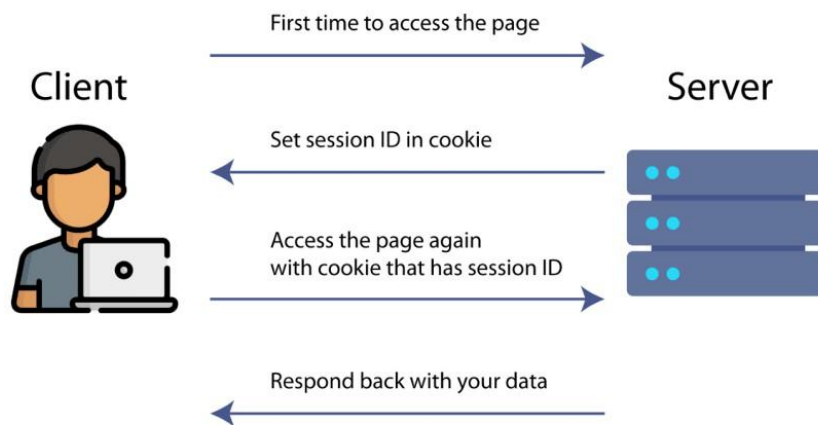 First time to access the page
Client
Server
Set session ID in cookie
Access the page again
with cookie that has session ID
Respond back with your data